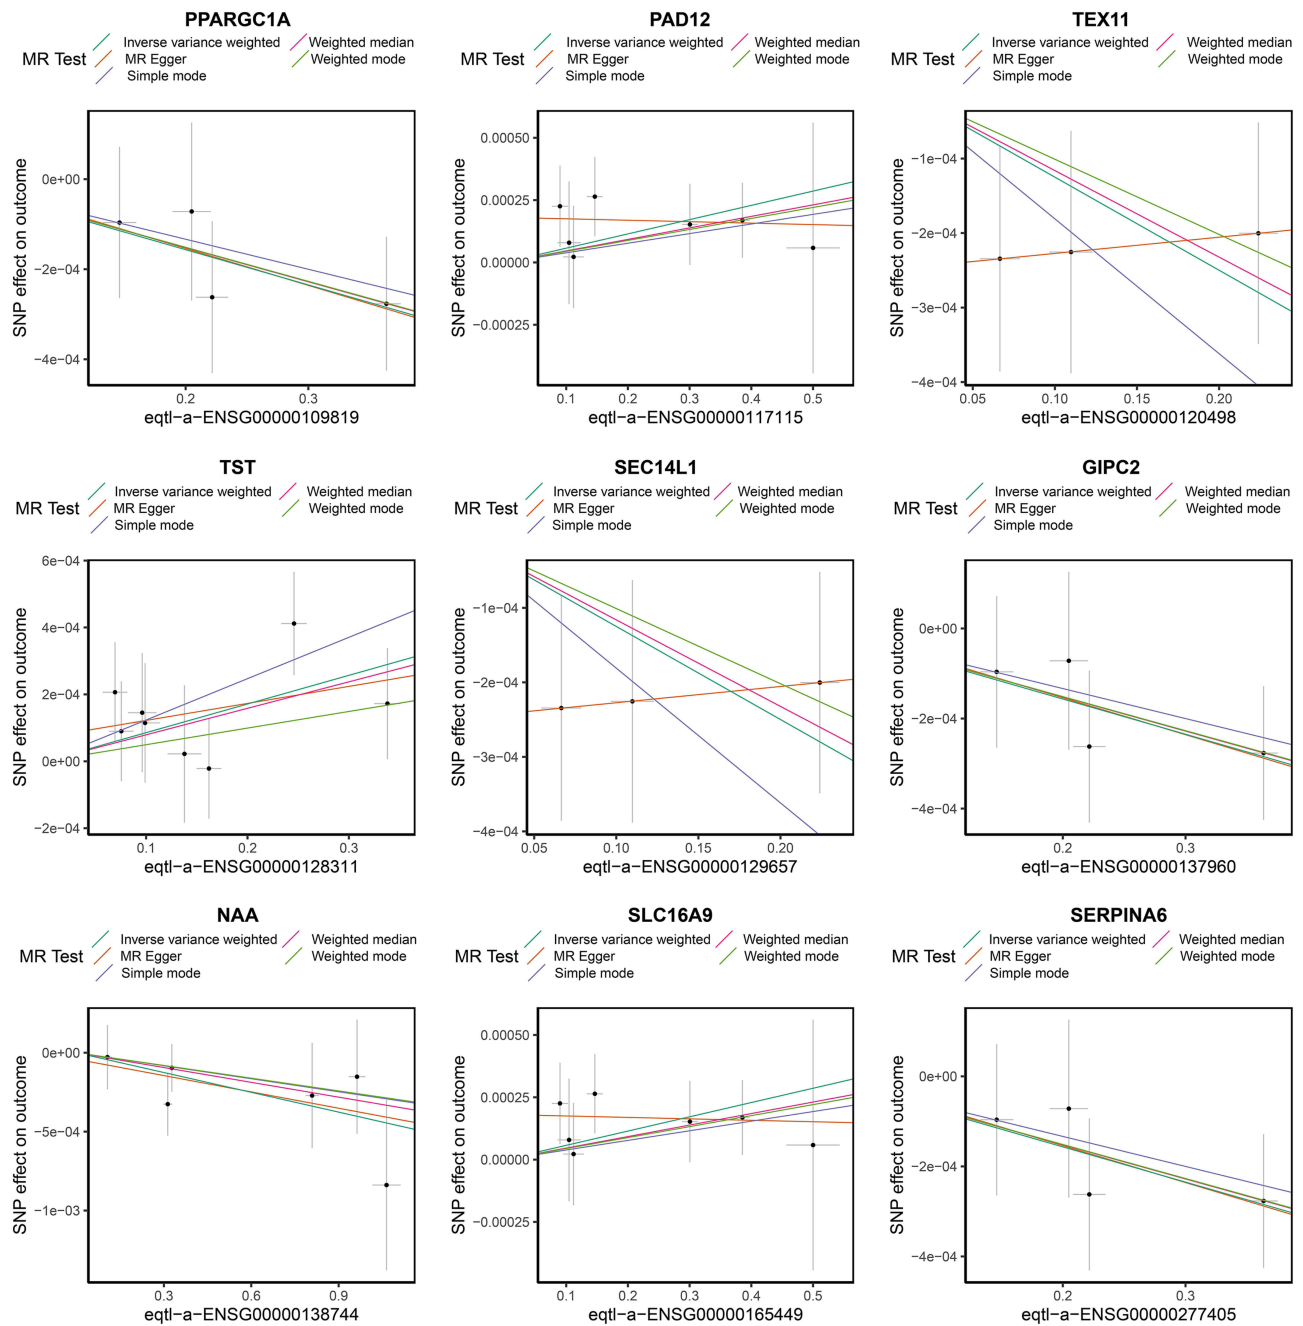 PPARGC1A
MR Test
Inverse variance weighted
Weighted median
MR Egger
Weighted mode
Simple mode
SNP effect on outcome
0e+00
−2e−04
−4e−04
0.2
0.3
eqtl−a−ENSG00000109819
PAD12
MR Test
Inverse variance weighted
Weighted median
MR Egger
Weighted mode
Simple mode
SNP effect on outcome
0.00050
0.00025
0.00000
−0.00025
0.1
0.2
0.3
0.4
0.5
eqtl−a−ENSG00000117115
TEX11
MR Test
Inverse variance weighted
Weighted median
MR Egger
Weighted mode
Simple mode
SNP effect on outcome
−1e−04
−2e−04
−3e−04
−4e−04
0.05
0.10
0.15
0.20
eqtl−a−ENSG00000120498
TST
MR Test
Inverse variance weighted
Weighted median
MR Egger
Weighted mode
Simple mode
SNP effect on outcome
6e−04
4e−04
2e−04
0e+00
−2e−04
0.1
0.2
0.3
eqtl−a−ENSG00000128311
SEC14L1
MR Test
Inverse variance weighted
Weighted median
MR Egger
Weighted mode
Simple mode
SNP effect on outcome
−1e−04
−2e−04
−3e−04
−4e−04
0.05
0.10
0.15
0.20
eqtl−a−ENSG00000129657
GIPC2
MR Test
Inverse variance weighted
Weighted median
MR Egger
Weighted mode
Simple mode
SNP effect on outcome
0e+00
−2e−04
−4e−04
0.2
0.3
eqtl−a−ENSG00000137960
NAA
MR Test
Inverse variance weighted
Weighted median
MR Egger
Weighted mode
Simple mode
SNP effect on outcome
0e+00
−5e−04
−1e−03
0.3
0.6
0.9
eqtl−a−ENSG00000138744
SLC16A9
MR Test
Inverse variance weighted
Weighted median
MR Egger
Weighted mode
Simple mode
SNP effect on outcome
0.00050
0.00025
0.00000
−0.00025
0.1
0.2
0.3
0.4
0.5
eqtl−a−ENSG00000165449
SERPINA6
MR Test
Inverse variance weighted
Weighted median
MR Egger
Weighted mode
Simple mode
SNP effect on outcome
0e+00
−2e−04
−4e−04
0.2
0.3
eqtl−a−ENSG00000277405